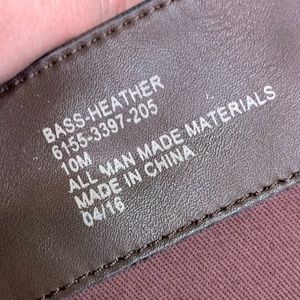 BASS-HEATHER
6155-3397-205
10M
ALL MAN MADE MATERIALS
MADE IN CHINA
04/16